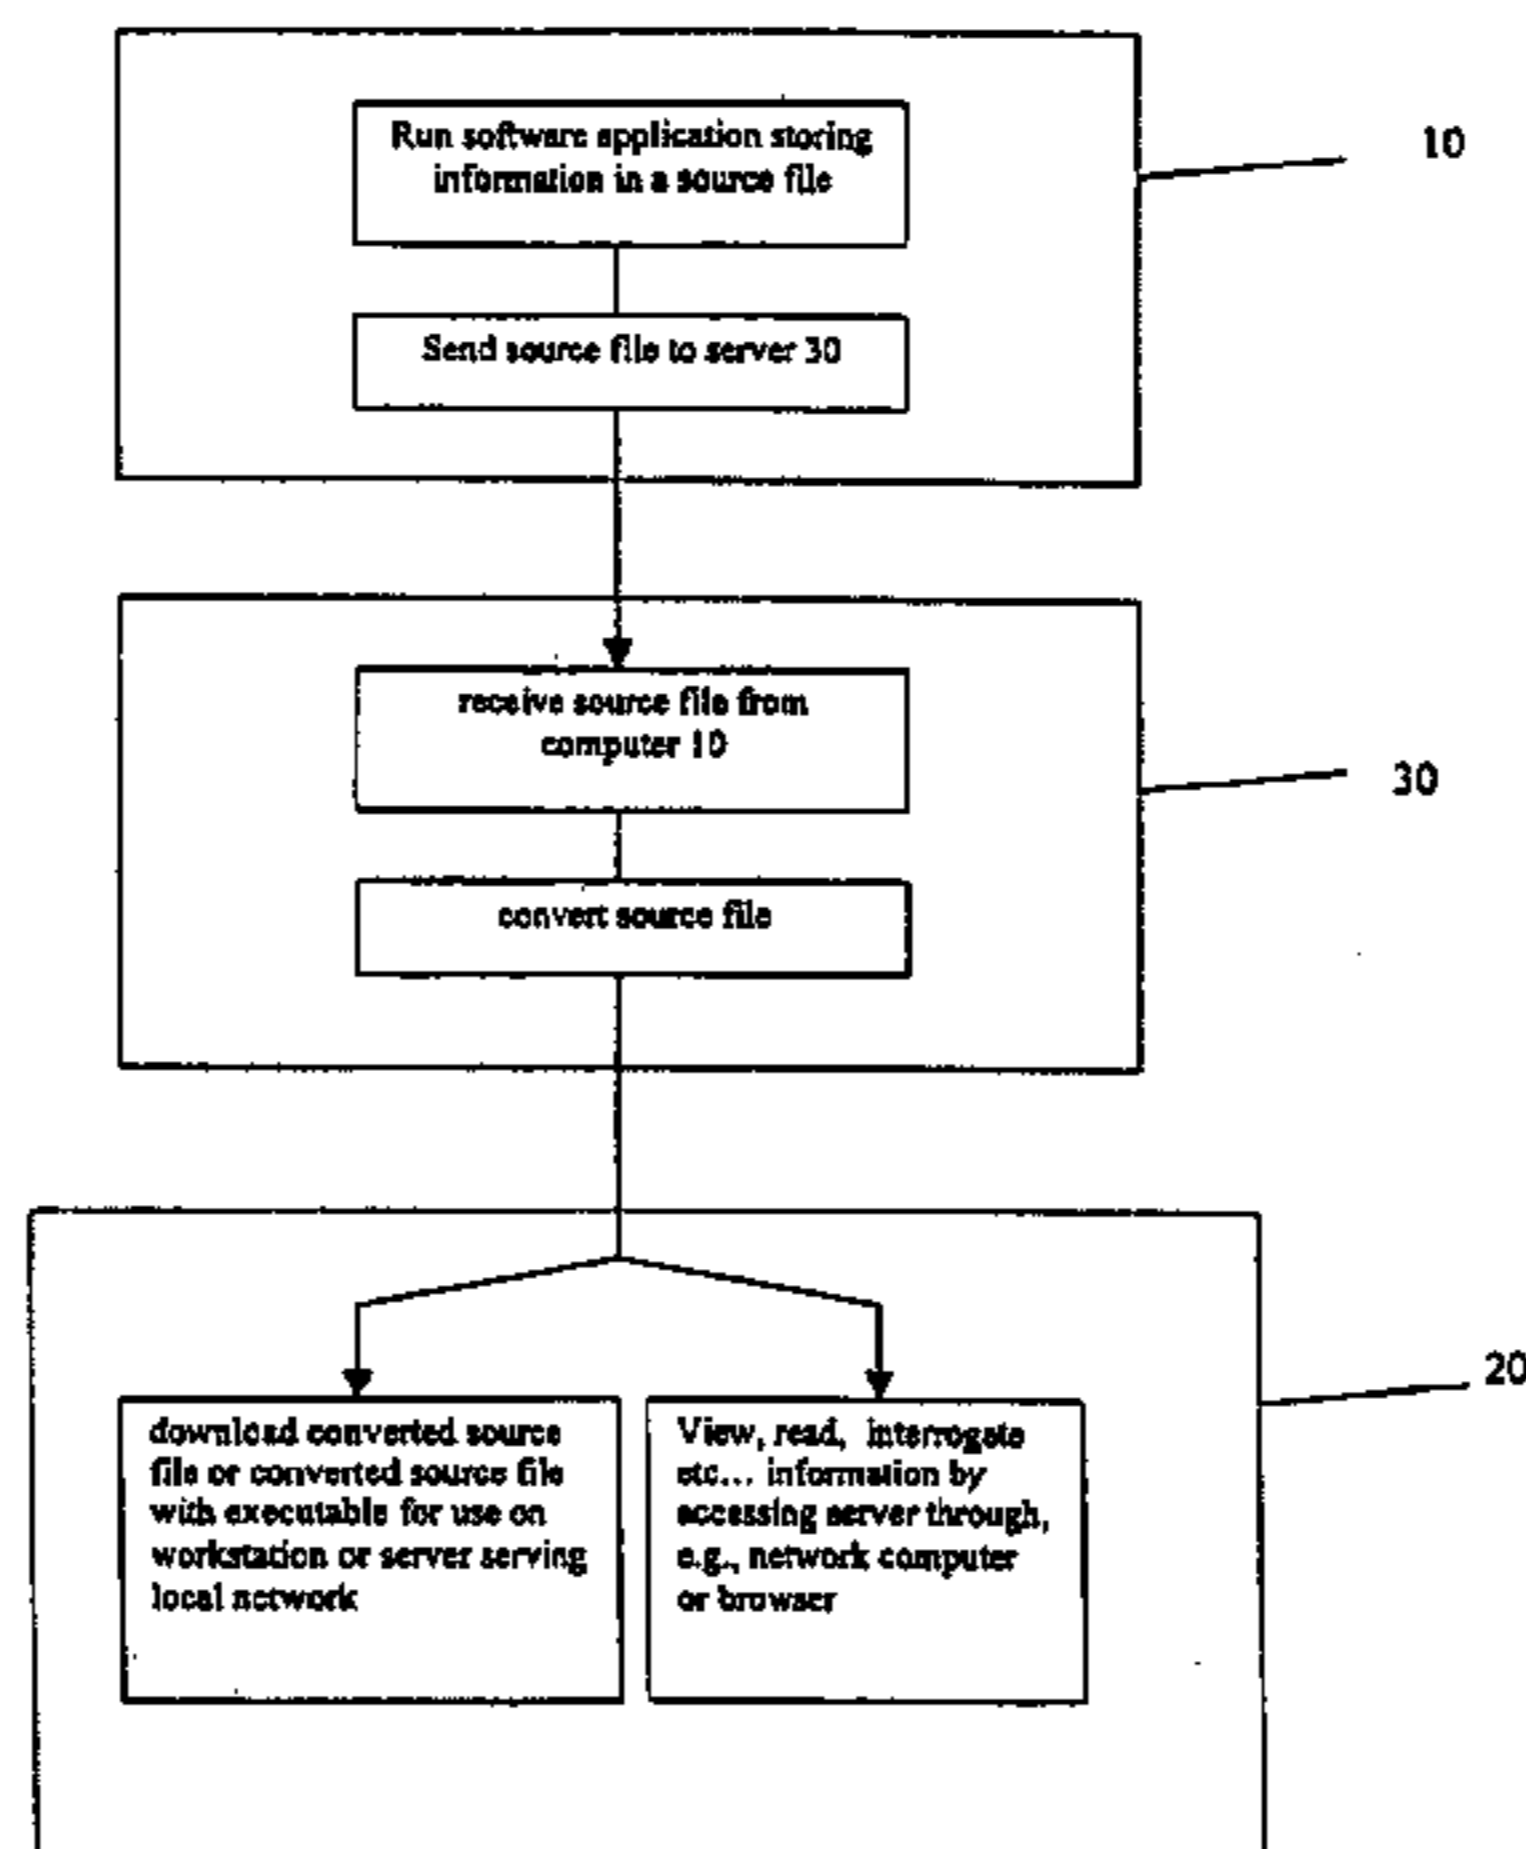 Run software application storing
information in a source file
10
Send source file to server 30
receive source file from
computer 10
30
convert source file
20
download converted source
file or converted source file
with executable for use on
workstation or server serving
local network
View, read, interrogate
etc... information by
accessing server through,
e.g., network computer
or browser